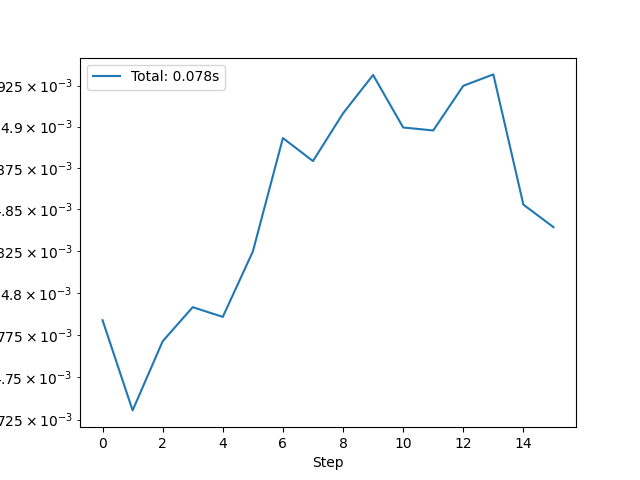 Total: 0.078s
925 × 10⁻³
4.9 × 10⁻³
875 × 10⁻³
.85 × 10⁻³
825 × 10⁻³
4.8 × 10⁻³
775 × 10⁻³
.75 × 10⁻³
725 × 10⁻³
0 2 4 6 8 10 12 14
Step